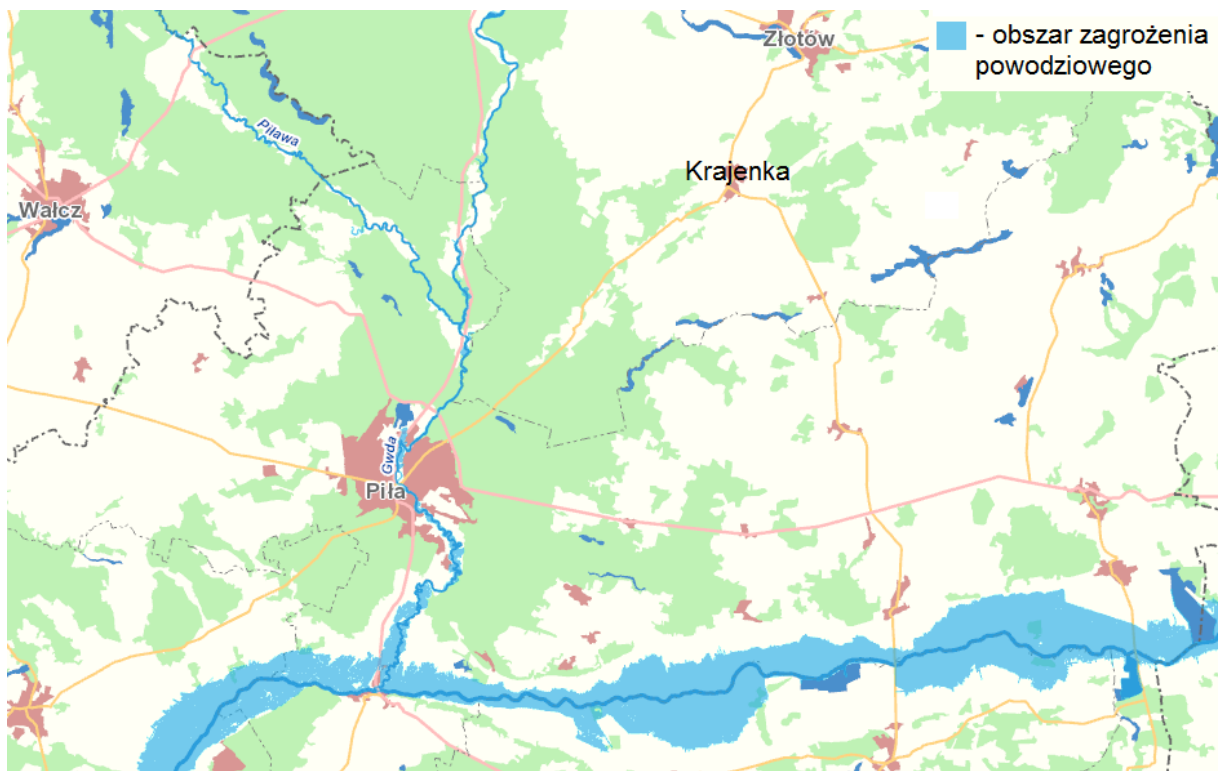 Złotów
- obszar zagrożenia
powodziowego
Piława
Krajenka
Wałcz
Gwda
Piła